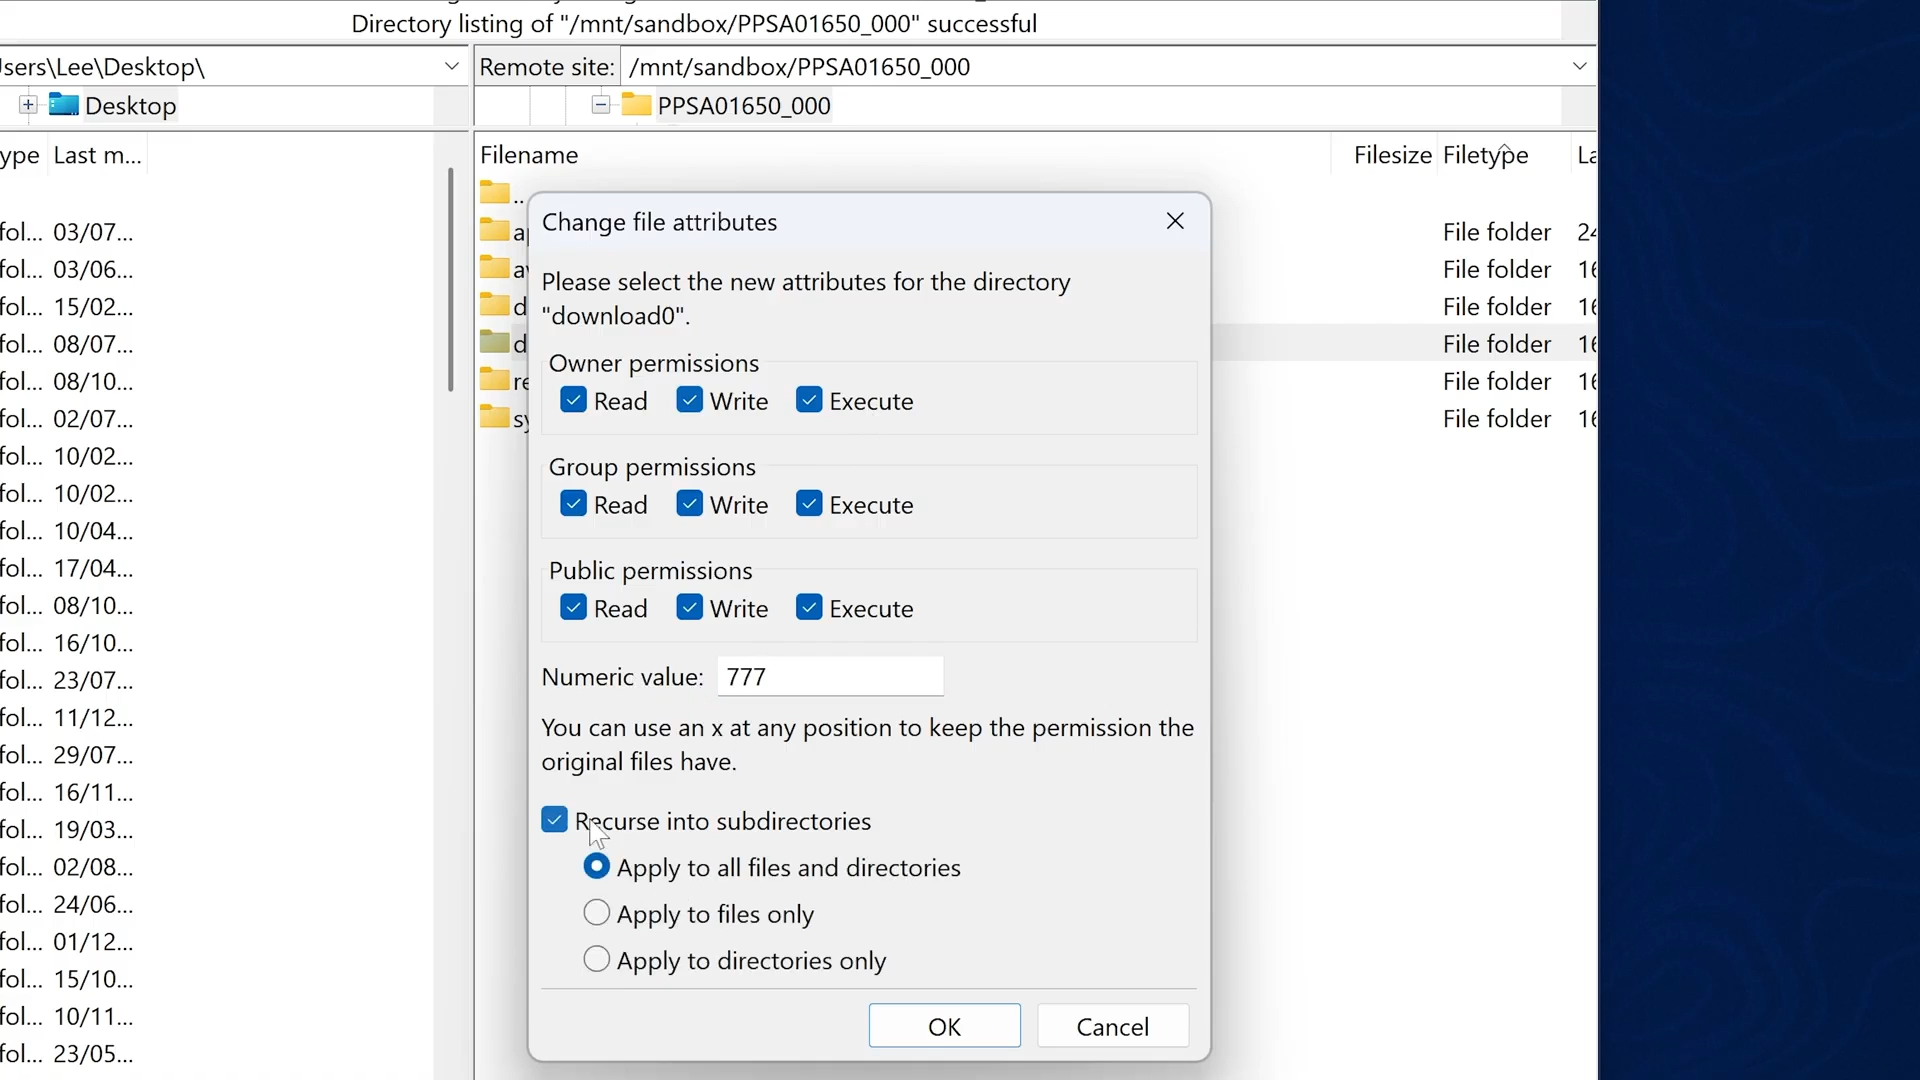 Directory listing of "/mnt/sandbox/PPSA01650_000" successful
sers\Lee\Desktop\
Remote site: /mnt/sandbox/PPSA01650_000
Desktop
PPSA01650_000
ype Last m...
Filename Filesize Filetype La
..
Change file attributes
fol... 03/07... File folder 24
fol... 03/06... File folder 16
fol... 15/02... File folder 16
fol... 08/07... File folder 16
fol... 08/10... File folder 16
fol... 02/07... File folder 16
fol... 10/02...
fol... 10/02...
fol... 10/04...
fol... 17/04...
fol... 08/10...
fol... 16/10...
fol... 23/07...
fol... 11/12...
fol... 29/07...
fol... 16/11...
fol... 19/03...
fol... 02/08...
fol... 24/06...
fol... 01/12...
fol... 15/10...
fol... 10/11...
fol... 23/05...
Please select the new attributes for the directory
"download0".
Owner permissions
Read Write Execute
Group permissions
Read Write Execute
Public permissions
Read Write Execute
Numeric value: 777
You can use an x at any position to keep the permission the
original files have.
Recurse into subdirectories
Apply to all files and directories
Apply to files only
Apply to directories only
OK Cancel